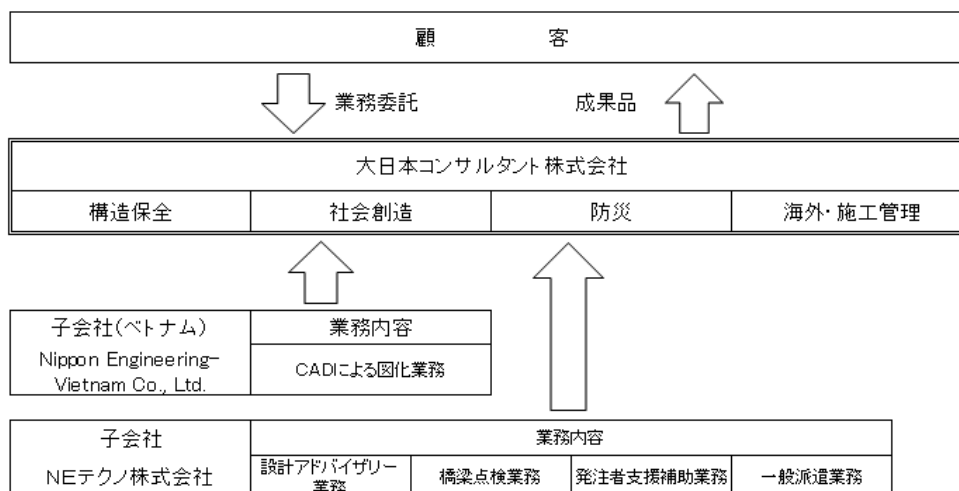 顧　客
業務委託
成果品
大日本コンサルタント株式会社
構造保全 社会創造 防災 海外・施工管理
子会社(ベトナム) 業務内容
Nippon Engineering-
Vietnam Co., Ltd.
CADによる図化業務
子会社 業務内容
NEテクノ株式会社
設計アドバイザリー
業務
橋梁点検業務 発注者支援補助業務 一般派遣業務